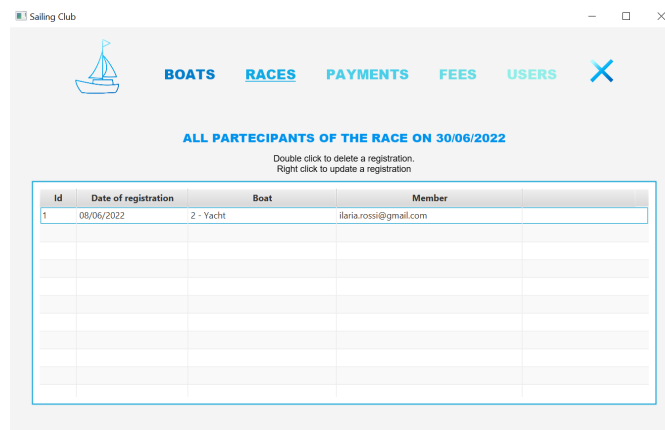 Sailing Club
BOATS RACES PAYMENTS FEES USERS
ALL PARTECIPANTS OF THE RACE ON 30/06/2022
Double click to delete a registration.
Right click to update a registration
Id Date of registration Boat Member
1 08/06/2022 2 - Yacht ilaria.rossi@gmail.com